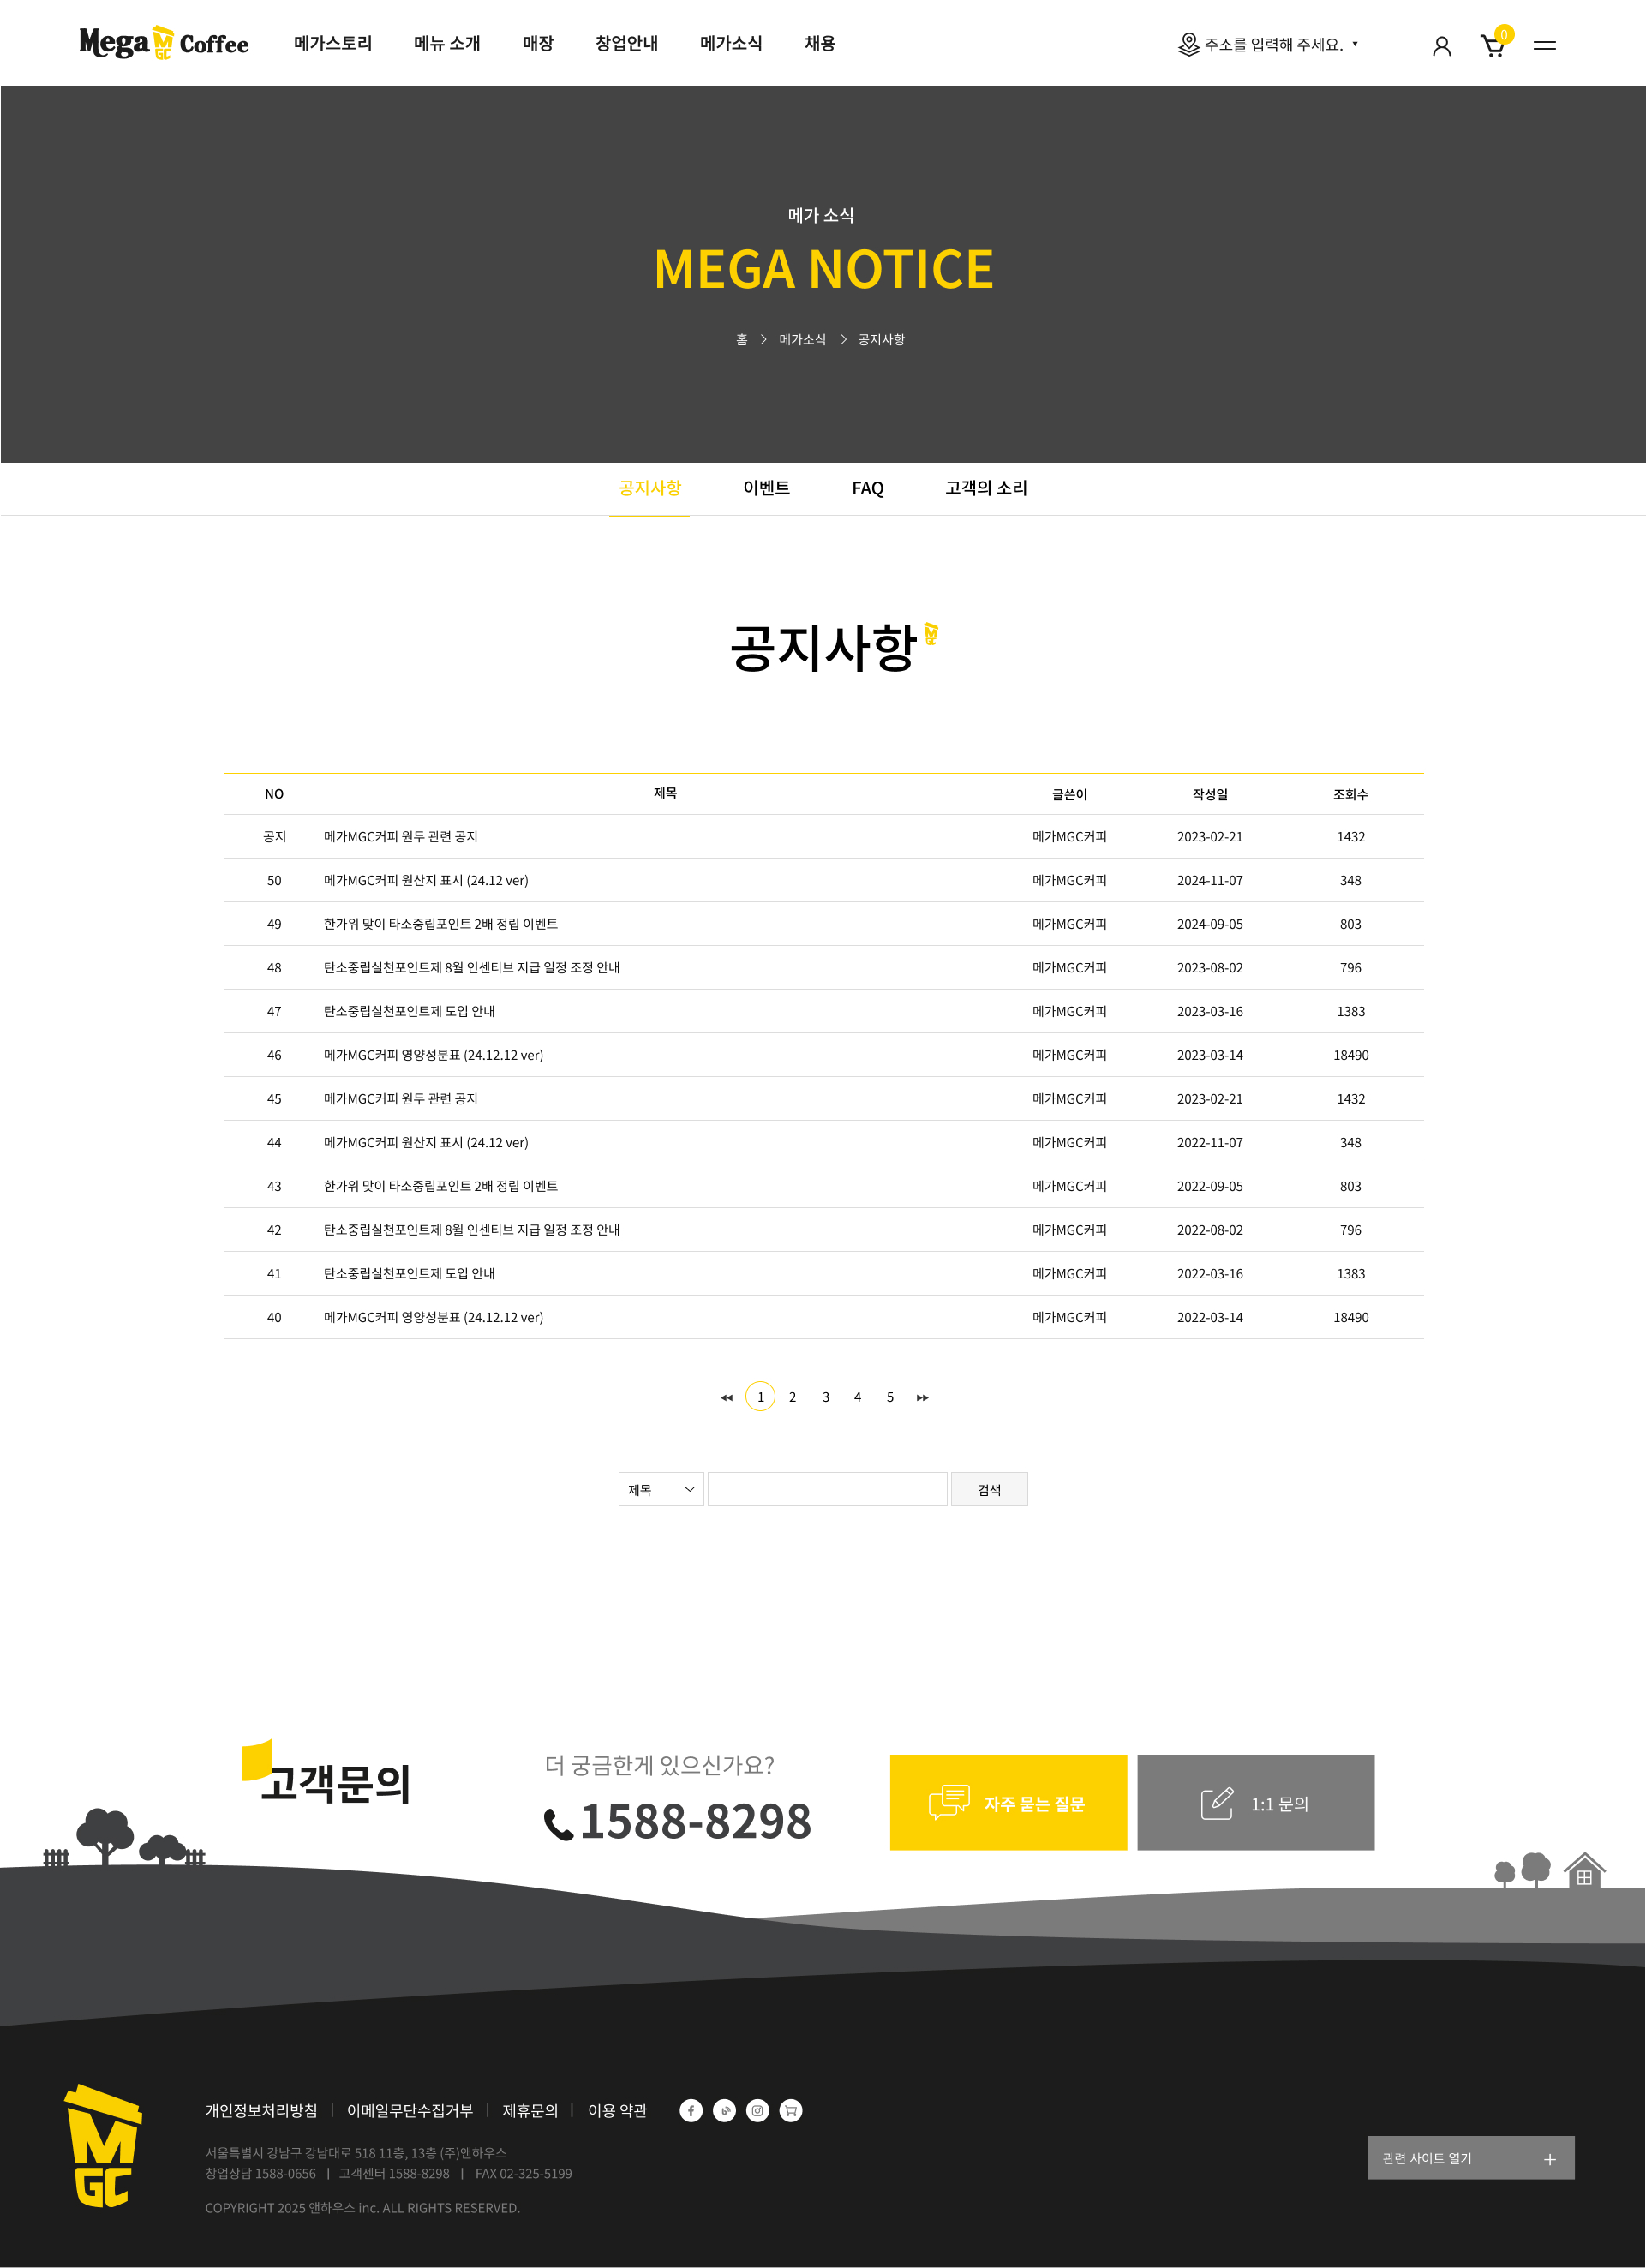 Mega MGC Coffee 메가스토리 메뉴 소개 매장 창업안내 메가소식 채용 주소를 입력해 주세요. ▼ 0
메가 소식
MEGA NOTICE
홈 > 메가소식 > 공지사항
공지사항 이벤트 FAQ 고객의 소리
공지사항 MGC
NO 제목 글쓴이 작성일 조회수
공지 메가MGC커피 원두 관련 공지 메가MGC커피 2023-02-21 1432
50 메가MGC커피 원산지 표시 (24.12 ver) 메가MGC커피 2024-11-07 348
49 한가위 맞이 타소중립포인트 2배 정립 이벤트 메가MGC커피 2024-09-05 803
48 탄소중립실천포인트제 8월 인센티브 지급 일정 조정 안내 메가MGC커피 2023-08-02 796
47 탄소중립실천포인트제 도입 안내 메가MGC커피 2023-03-16 1383
46 메가MGC커피 영양성분표 (24.12.12 ver) 메가MGC커피 2023-03-14 18490
45 메가MGC커피 원두 관련 공지 메가MGC커피 2023-02-21 1432
44 메가MGC커피 원산지 표시 (24.12 ver) 메가MGC커피 2022-11-07 348
43 한가위 맞이 타소중립포인트 2배 정립 이벤트 메가MGC커피 2022-09-05 803
42 탄소중립실천포인트제 8월 인센티브 지급 일정 조정 안내 메가MGC커피 2022-08-02 796
41 탄소중립실천포인트제 도입 안내 메가MGC커피 2022-03-16 1383
40 메가MGC커피 영양성분표 (24.12.12 ver) 메가MGC커피 2022-03-14 18490
1 2 3 4 5
제목 검색
고객문의
더 궁금한게 있으신가요?
1588-8298
자주 묻는 질문
1:1 문의
MGC
개인정보처리방침 | 이메일무단수집거부 | 제휴문의 | 이용 약관
서울특별시 강남구 강남대로 518 11층, 13층 (주)앤하우스
창업상담 1588-0656 | 고객센터 1588-8298 | FAX 02-325-5199
COPYRIGHT 2025 앤하우스 inc. ALL RIGHTS RESERVED.
관련 사이트 열기 +